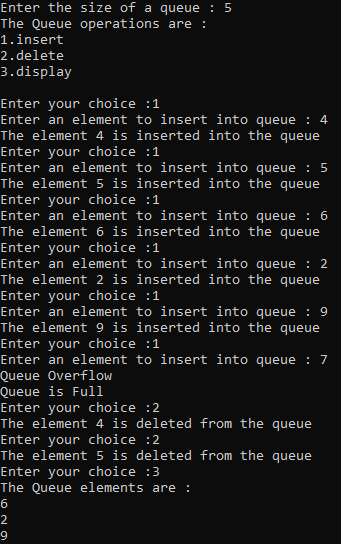 Enter the size of a queue : 5
The Queue operations are :
1.insert
2.delete
3.display
Enter your choice :1
Enter an element to insert into queue : 4
The element 4 is inserted into the queue
Enter your choice :1
Enter an element to insert into queue : 5
The element 5 is inserted into the queue
Enter your choice :1
Enter an element to insert into queue : 6
The element 6 is inserted into the queue
Enter your choice :1
Enter an element to insert into queue : 2
The element 2 is inserted into the queue
Enter your choice :1
Enter an element to insert into queue : 9
The element 9 is inserted into the queue
Enter your choice :1
Enter an element to insert into queue : 7
Queue Overflow
Queue is Full
Enter your choice :2
The element 4 is deleted from the queue
Enter your choice :2
The element 5 is deleted from the queue
Enter your choice :3
The Queue elements are :
6
2
9